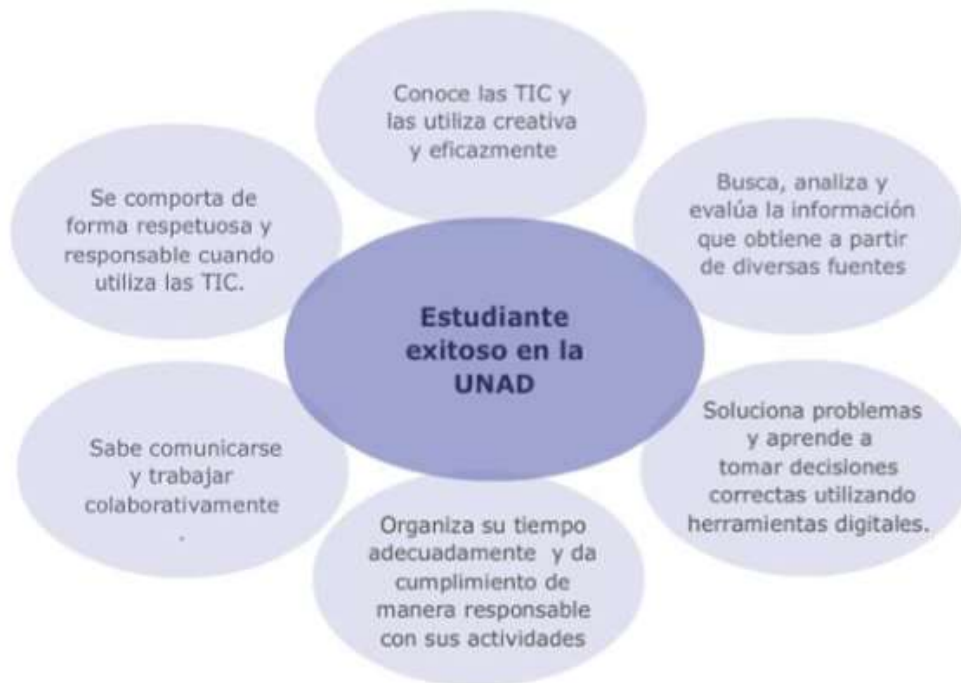 Conoce las TIC y
las utiliza creativa
y eficazmente
Busca, analiza y
evalúa la información
que obtiene a partir
de diversas fuentes
Soluciona problemas
y aprende a
tomar decisiones
correctas utilizando
herramientas digitales.
Organiza su tiempo
adecuadamente y da
cumplimiento de
manera responsable
con sus actividades
Sabe comunicarse
y trabajar
colaborativamente
.
Se comporta de
forma respetuosa y
responsable cuando
utiliza las TIC.
Estudiante
exitoso en la
UNAD